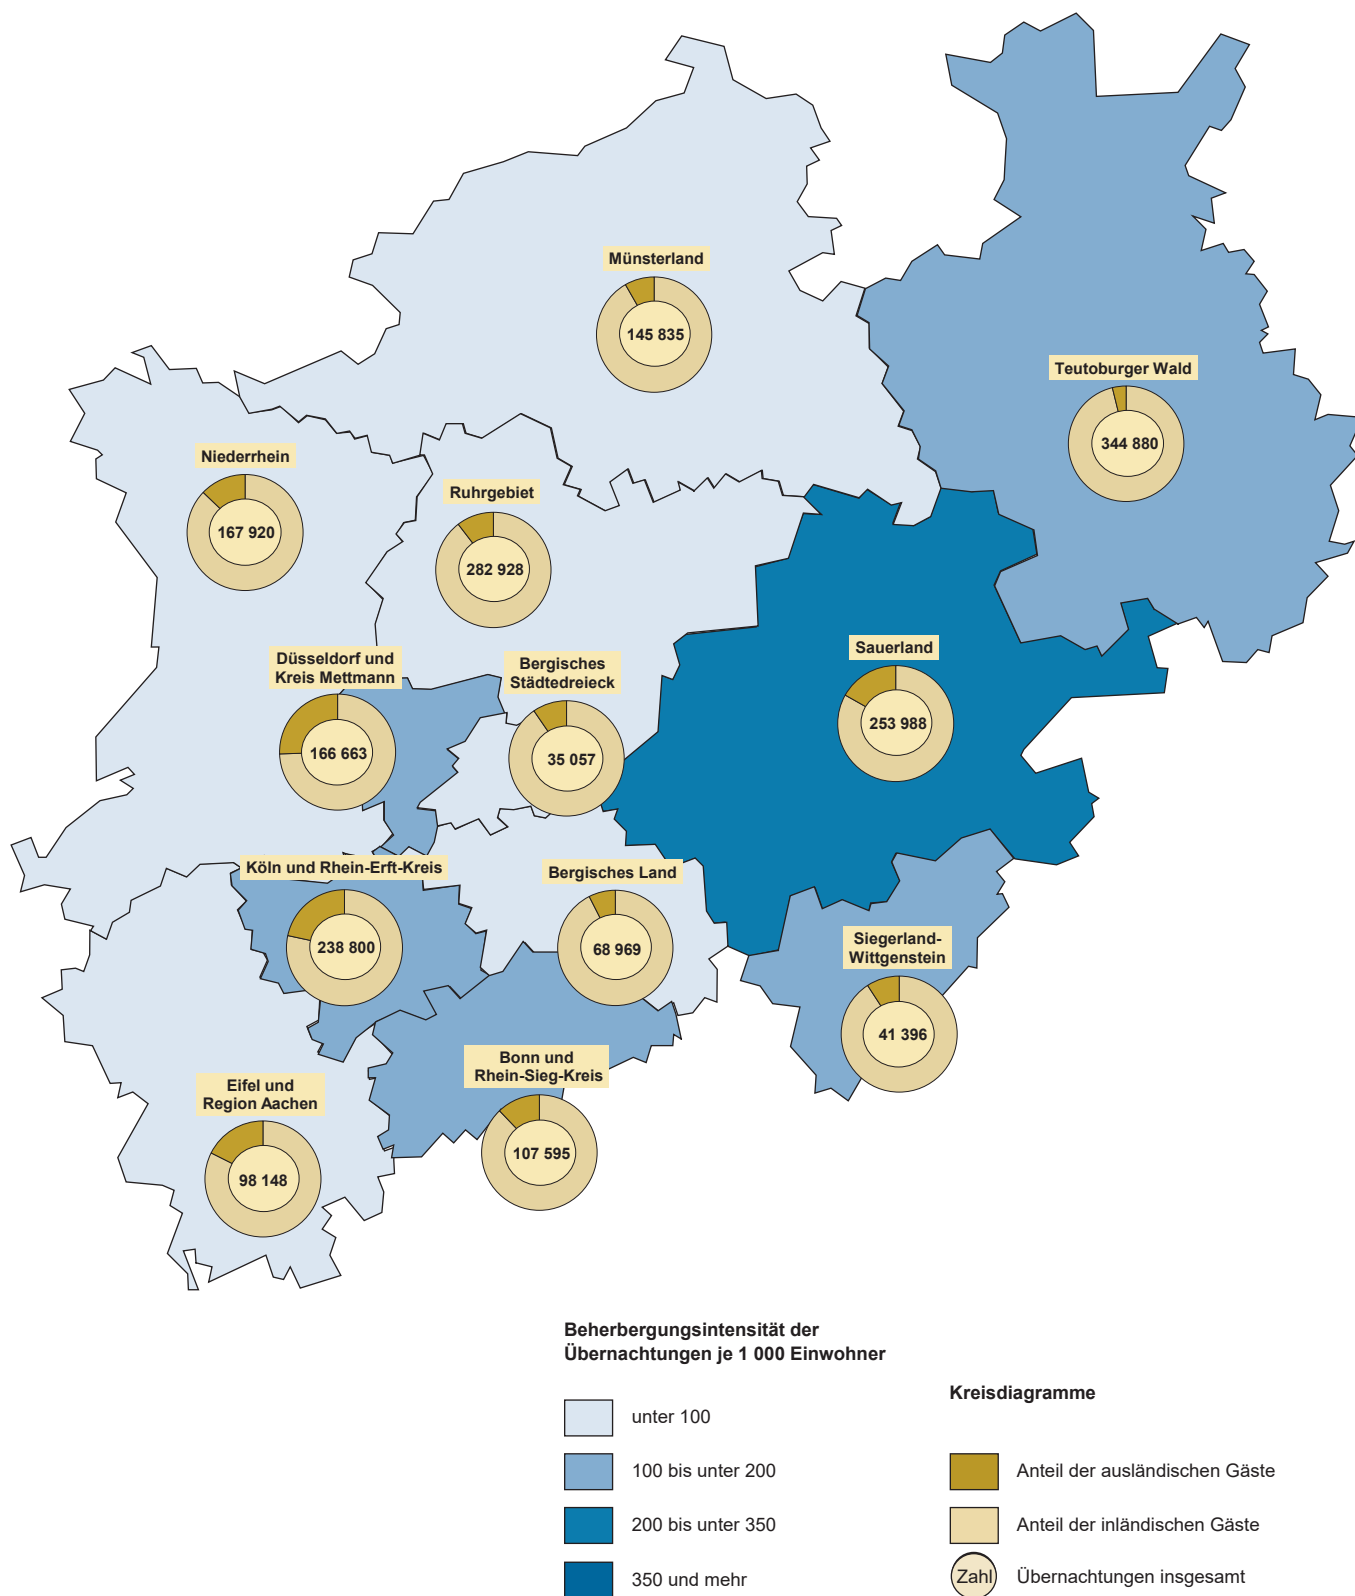 Münsterland
145 835
Teutoburger Wald
344 880
Niederrhein
167 920
Ruhrgebiet
282 928
Düsseldorf und
Kreis Mettmann
166 663
Bergisches
Städtedreieck
35 057
Sauerland
253 988
Köln und Rhein-Erft-Kreis
238 800
Bergisches Land
68 969
Siegerland-
Wittgenstein
41 396
Bonn und
Rhein-Sieg-Kreis
107 595
Eifel und
Region Aachen
98 148
Beherbergungsintensität der
Übernachtungen je 1 000 Einwohner
unter 100
100 bis unter 200
200 bis unter 350
350 und mehr
Kreisdiagramme
Anteil der ausländischen Gäste
Anteil der inländischen Gäste
Zahl Übernachtungen insgesamt